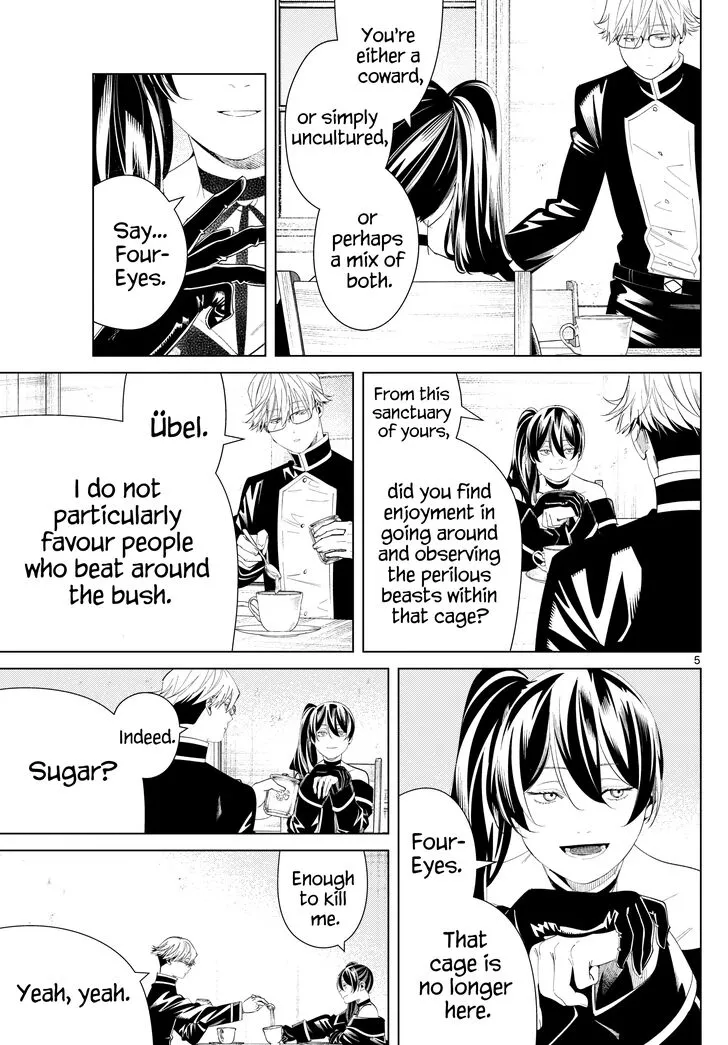 You're
either a
coward,
or simply
uncultured,
or
perhaps
a mix of
both.
Say...
Four-
Eyes.
From this
sanctuary
of yours,
did you find
enjoyment in
going around
and observing
the perilous
beasts within
that cage?
Übel.
I do not
particularly
favour people
who beat around
the bush.
5
Four-
Eyes.
That
cage is
no longer
here.
Indeed.
Sugar?
Enough
to kill
me.
Yeah, yeah.